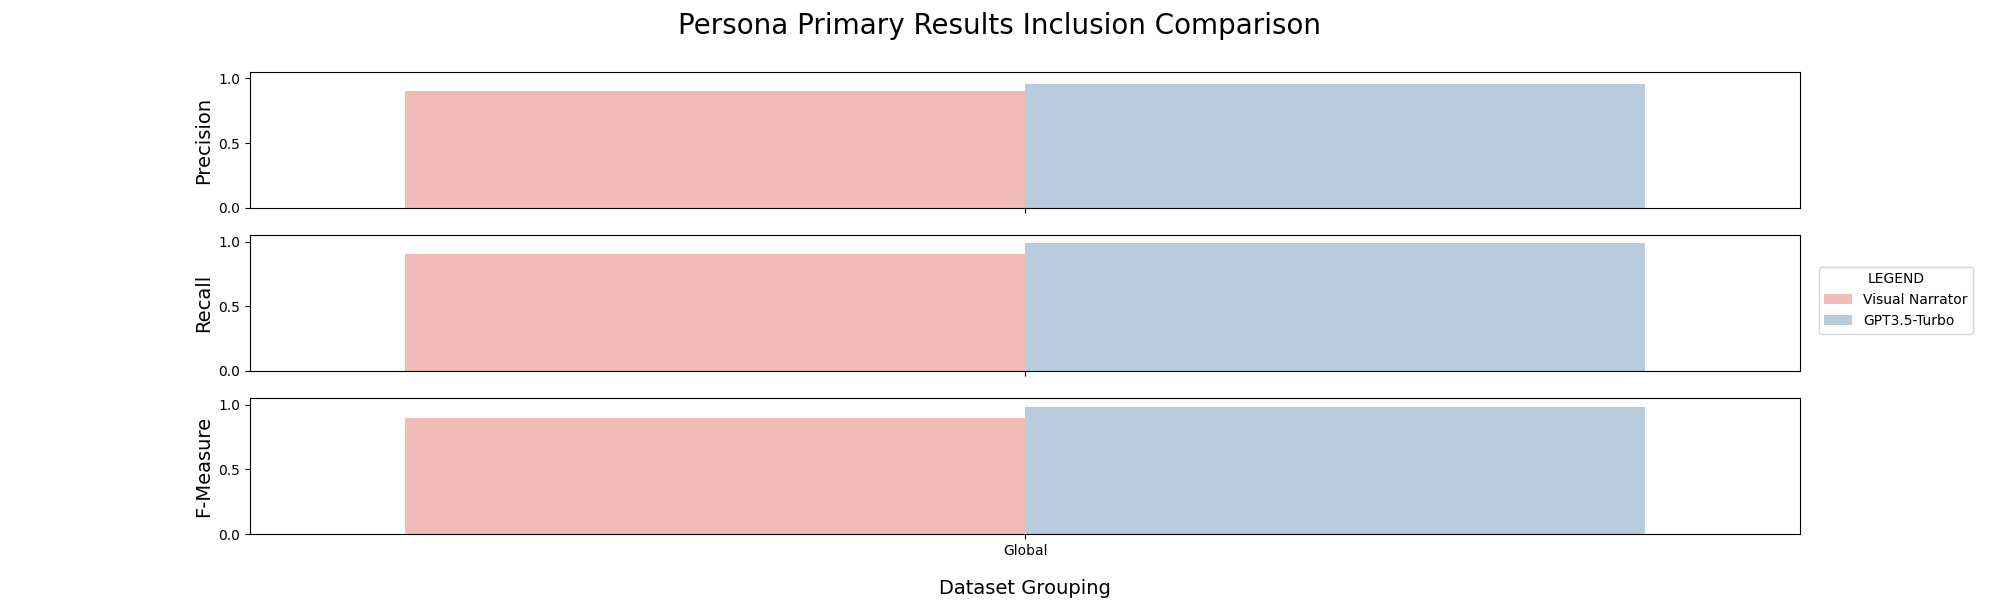 Persona Primary Results Inclusion Comparison
1.0
0.5
0.0
Precision
1.0
0.5
0.0
Recall
1.0
0.5
0.0
F-Measure
Global
Dataset Grouping
LEGEND
Visual Narrator
GPT3.5-Turbo